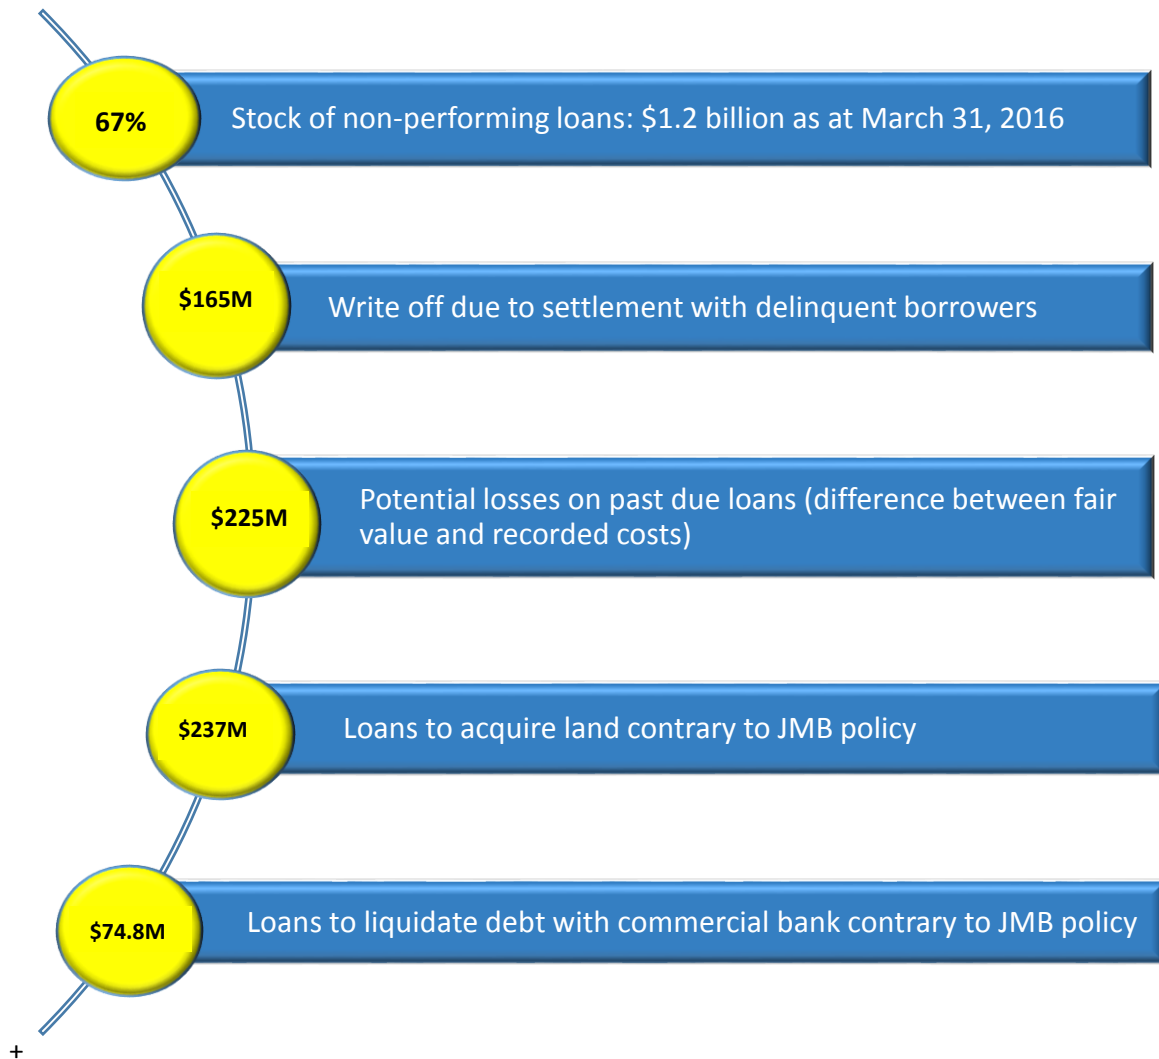 67%
Stock of non-performing loans: $1.2 billion as at March 31, 2016
$165M
Write off due to settlement with delinquent borrowers
$225M
Potential losses on past due loans (difference between fair
value and recorded costs)
$237M
Loans to acquire land contrary to JMB policy
$74.8M
Loans to liquidate debt with commercial bank contrary to JMB policy
+